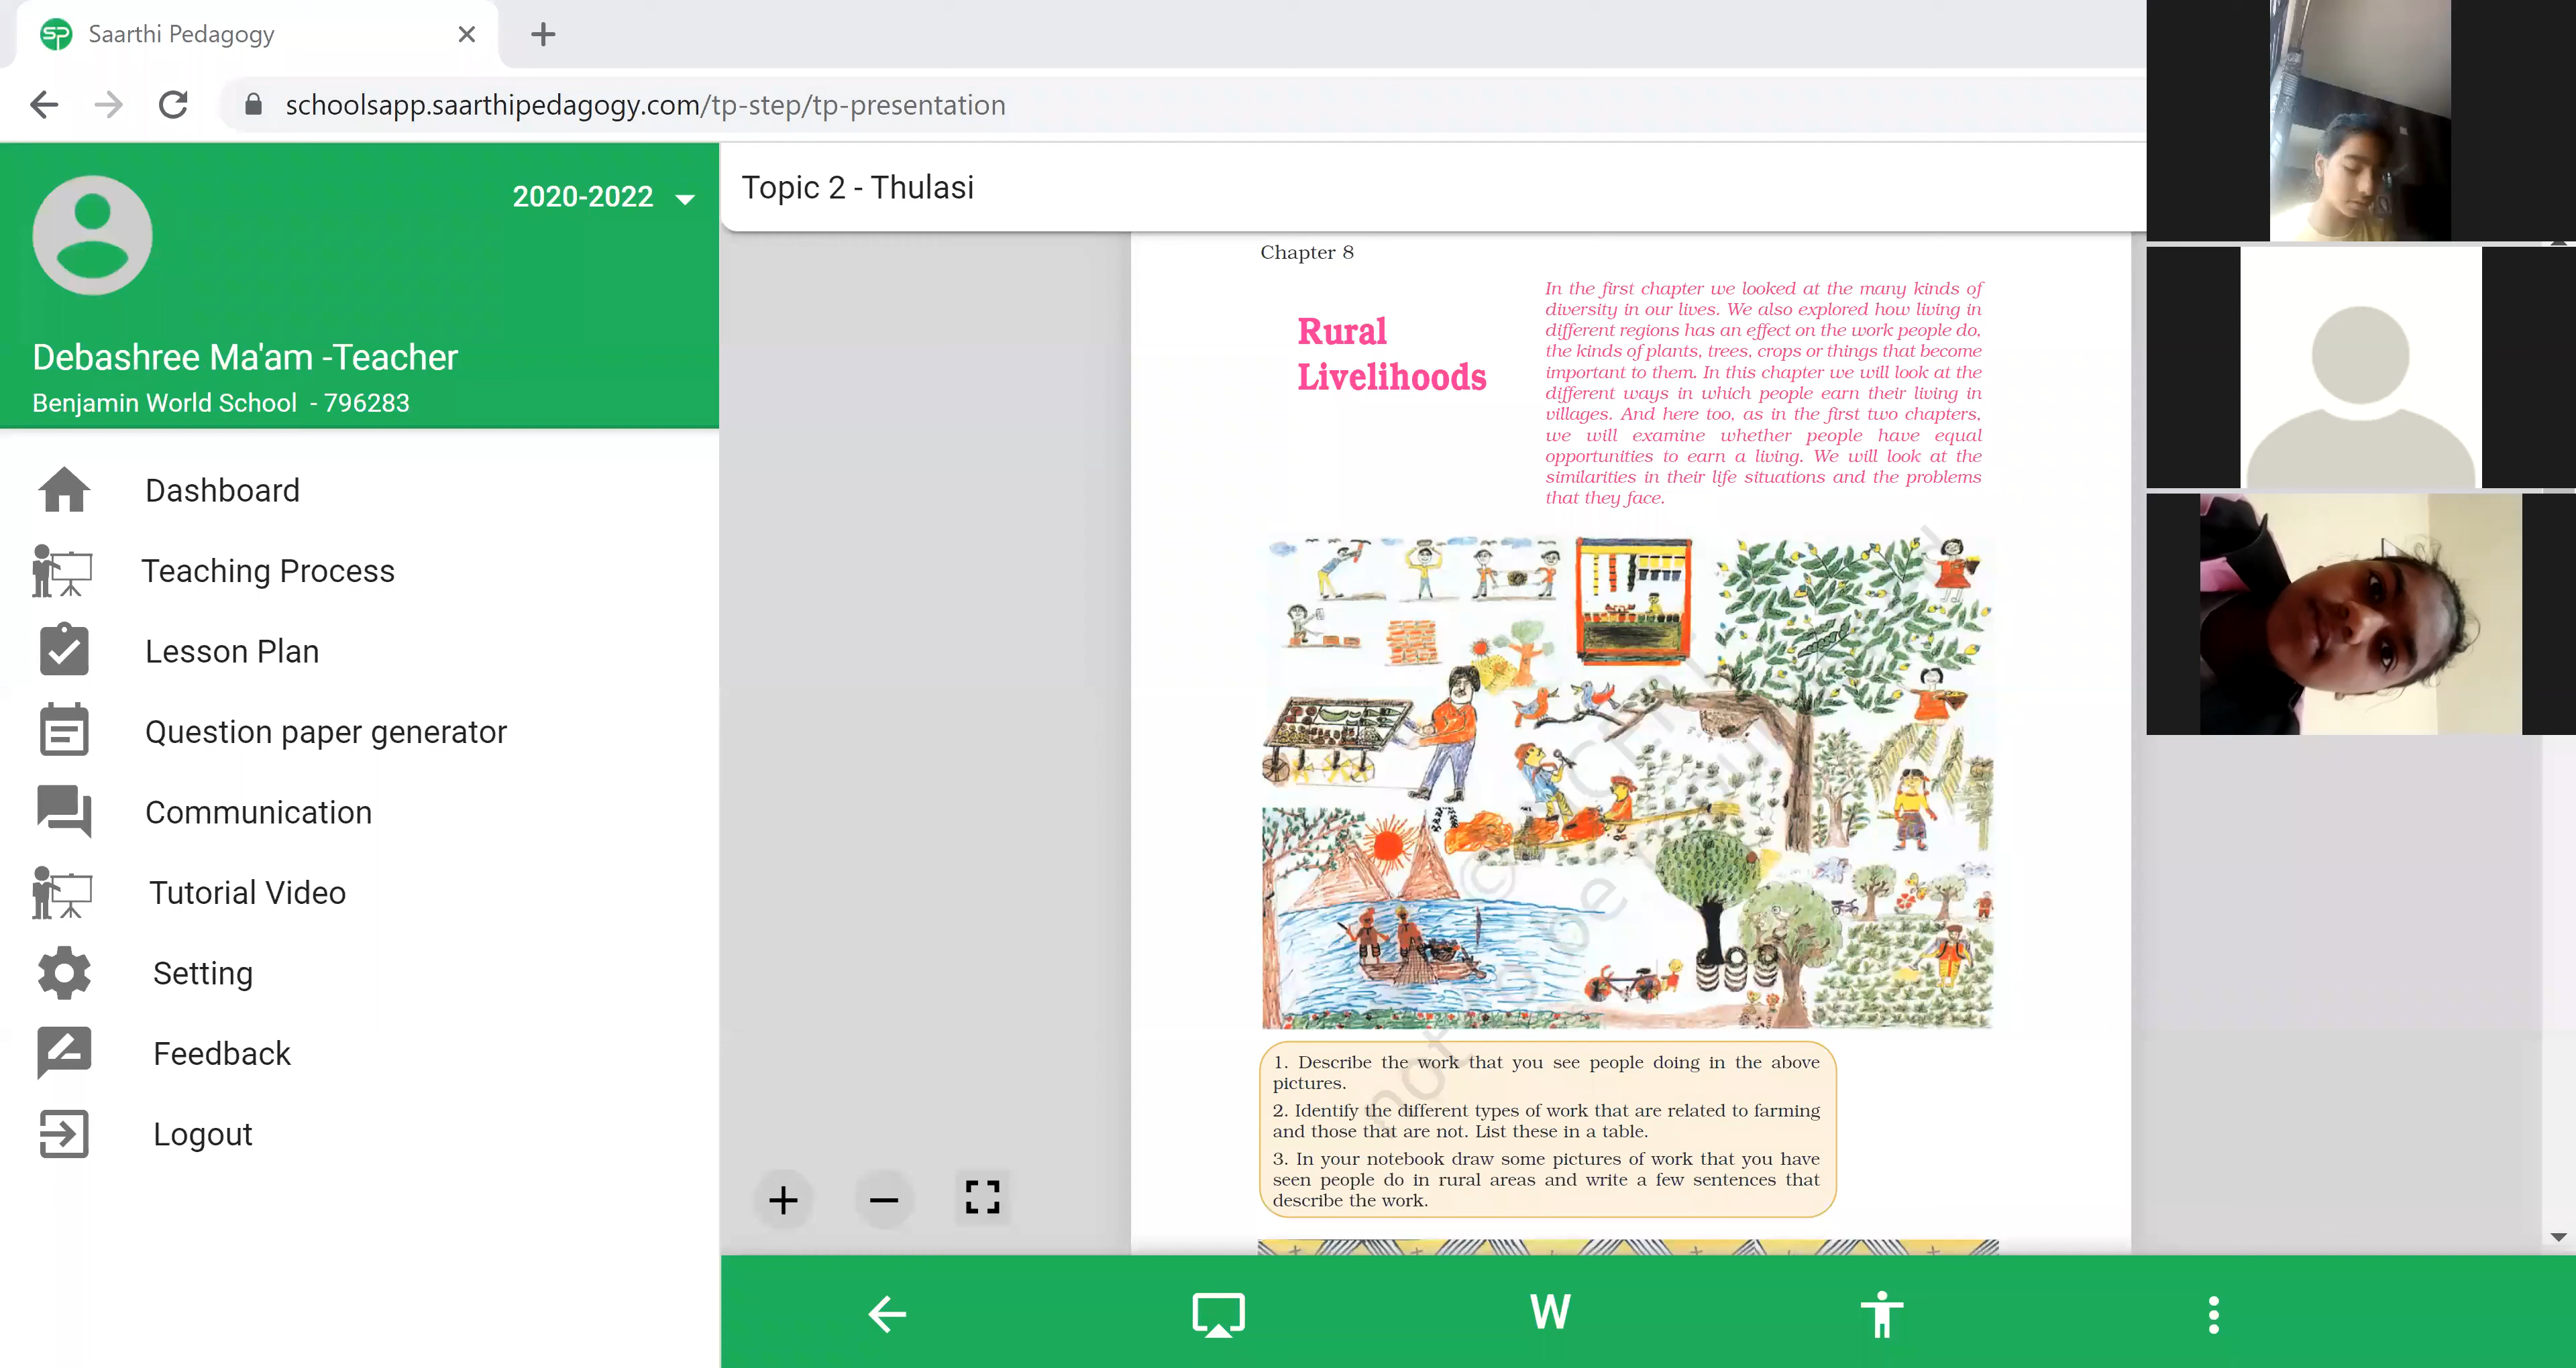 Saarthi Pedagogy
schoolsapp.saarthipedagogy.com/tp-step/tp-presentation
2020-2022
Debashree Ma'am -Teacher
Benjamin World School - 796283
Dashboard
Teaching Process
Lesson Plan
Question paper generator
Communication
Tutorial Video
Setting
Feedback
Logout
Topic 2 - Thulasi
Chapter 8
Rural
Livelihoods
In the first chapter we looked at the many kinds of
diversity in our lives. We also explored how living in
different regions has an effect on the work people do,
the kinds of plants, trees, crops or things that become
important to them. In this chapter we will look at the
different ways in which people earn their living in
villages. And here too, as in the first two chapters,
we will examine whether people have equal
opportunities to earn a living. We will look at the
similarities in their life situations and the problems
that they face.
1. Describe the work that you see people doing in the above
pictures.
2. Identify the different types of work that are related to farming
and those that are not. List these in a table.
3. In your notebook draw some pictures of work that you have
seen people do in rural areas and write a few sentences that
describe the work.
W